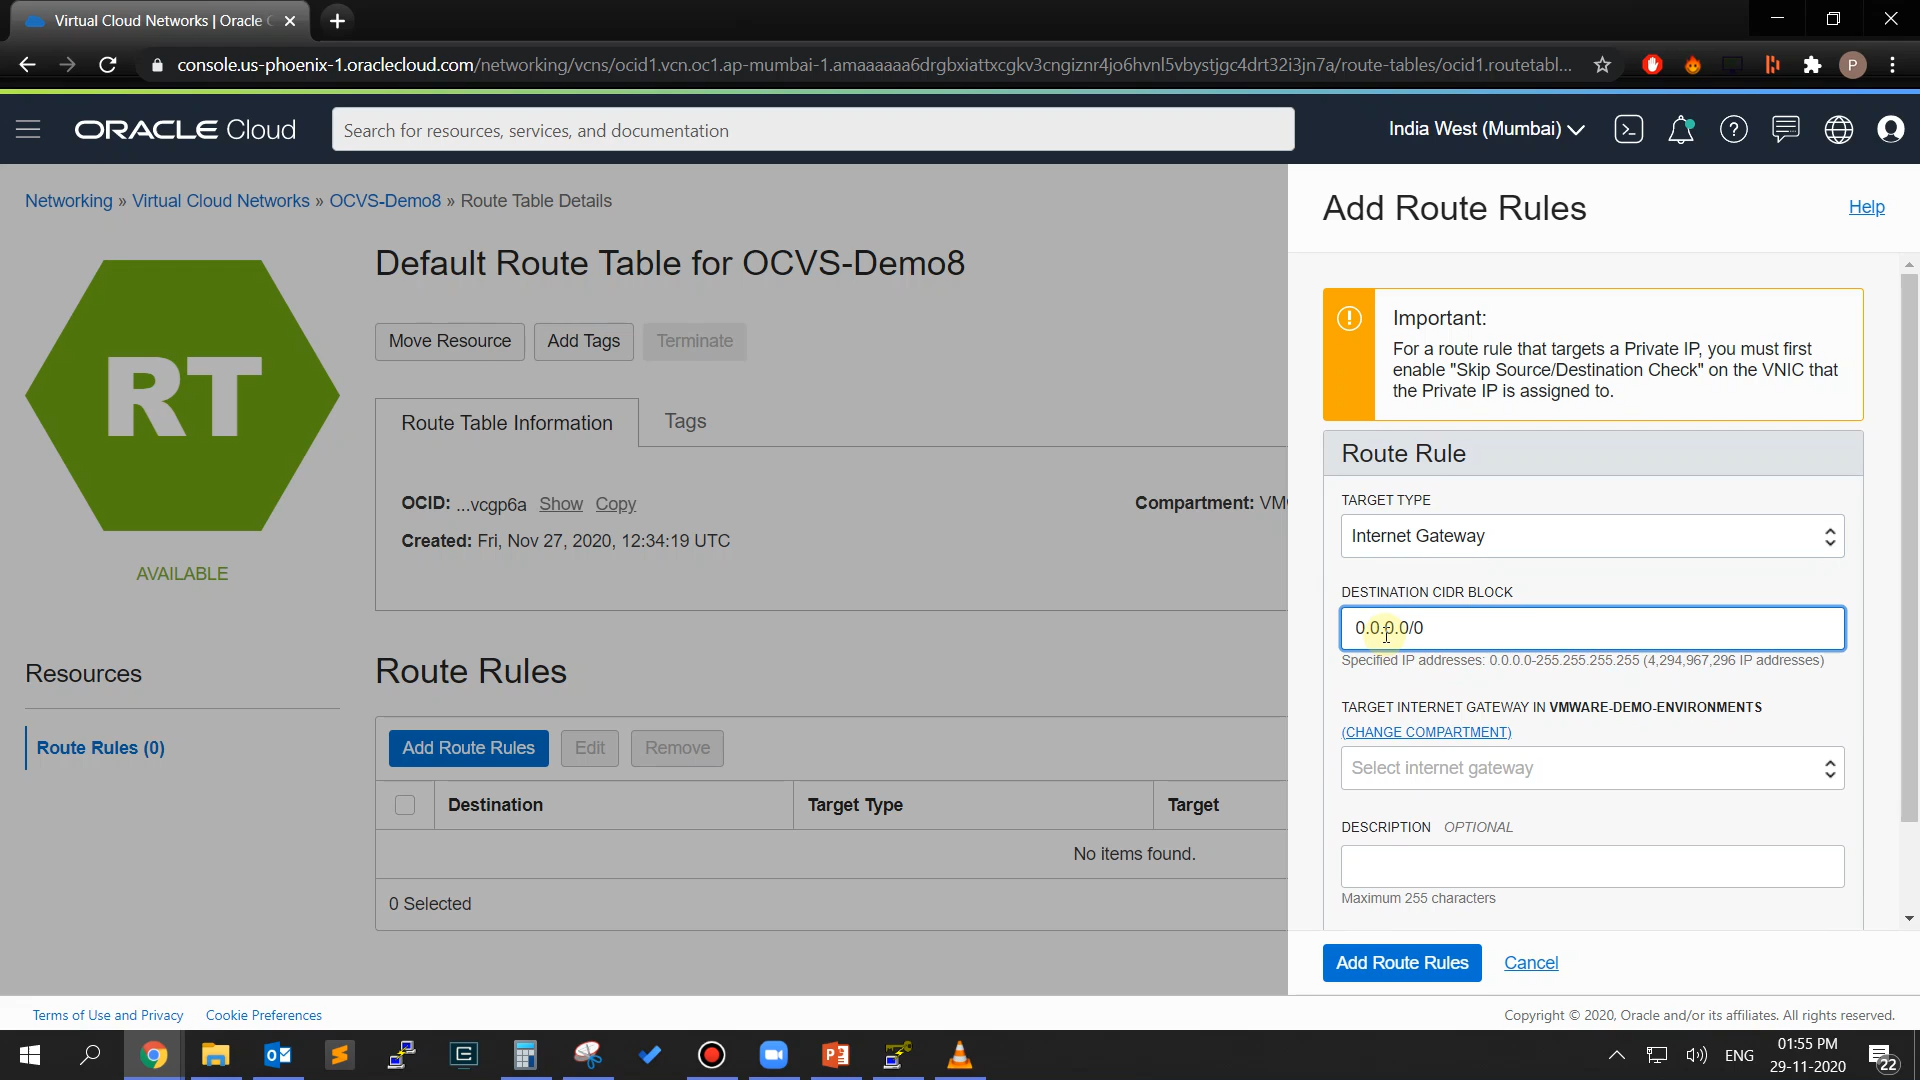 Virtual Cloud Networks | Oracle C
console.us-phoenix-1.oraclecloud.com/networking/vcns/ocid1.vcn.oc1.ap-mumbai-1.amaaaaaa6drgbxiattxcgkv3cngiznr4jo6hvnl5vbystjgc4drt32i3jn7a/route-tables/ocid1.routetabl...
P
ORACLE Cloud
Search for resources, services, and documentation
India West (Mumbai)
Networking » Virtual Cloud Networks » OCVS-Demo8 » Route Table Details
RT
AVAILABLE
Default Route Table for OCVS-Demo8
Move Resource
Add Tags
Terminate
Route Table Information
Tags
OCID: ...vcgp6a Show Copy
Compartment: VM
Created: Fri, Nov 27, 2020, 12:34:19 UTC
Resources
Route Rules (0)
Route Rules
Add Route Rules
Edit
Remove
Destination
Target Type
Target
No items found.
0 Selected
Add Route Rules
Help
Important:
For a route rule that targets a Private IP, you must first
enable "Skip Source/Destination Check" on the VNIC that
the Private IP is assigned to.
Route Rule
TARGET TYPE
Internet Gateway
DESTINATION CIDR BLOCK
0.0.0.0/0
Specified IP addresses: 0.0.0.0-255.255.255.255 (4,294,967,296 IP addresses)
TARGET INTERNET GATEWAY IN VMWARE-DEMO-ENVIRONMENTS
(CHANGE COMPARTMENT)
Select internet gateway
DESCRIPTION OPTIONAL
Maximum 255 characters
Add Route Rules
Cancel
Terms of Use and Privacy
Cookie Preferences
Copyright © 2020, Oracle and/or its affiliates. All rights reserved.
ENG
01:55 PM
29-11-2020
22